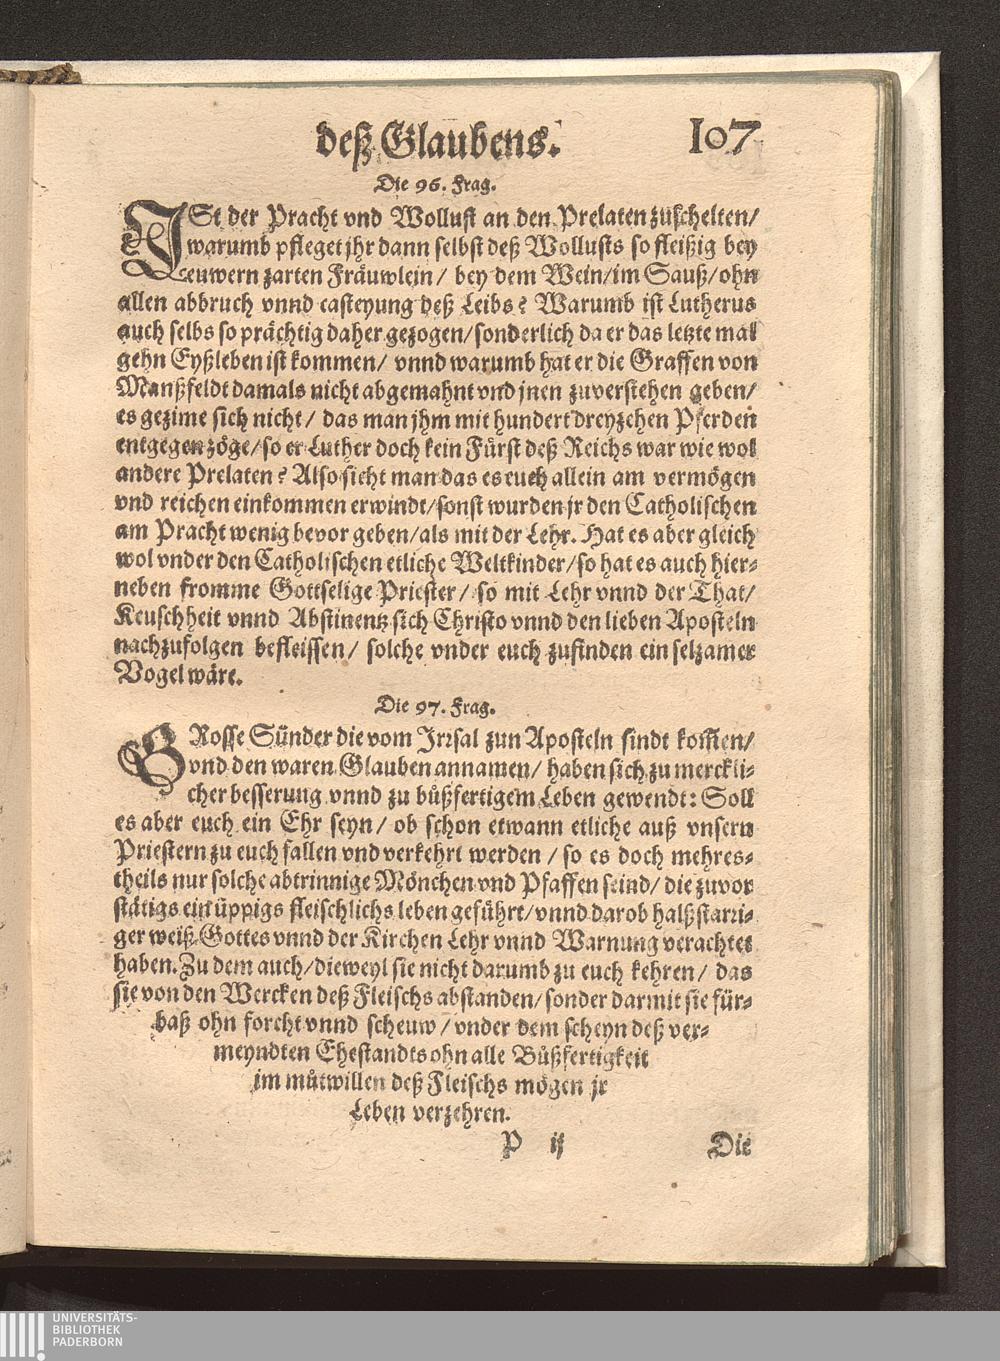 deß Glaubens. 107
Die 96. Frag.
ISt der Pracht vnd Wollust an den Prelaten zuschelten/
warumb pfleget jhr dann selbst deß Wollusts so fleißig bey
euwern zarten Fräuwlein/ bey dem Wein/im Sauß/ohn
allen abbruch vnnd casteyung deß Leibs? Warumb ist Lutherus
auch selbs so prächtig daher gezogen/sonderlich da er das letzte mal
gehn Eyßleben ist kommen/ vnnd warumb hat er die Graffen von
Manßfeldt damals nicht abgemahnt vnd jnen zuverstehen geben/
es gezime sich nicht/ das man jhm mit hundert dreyzehen Pferden
entgegen zöge/so er Luther doch kein Fürst deß Reichs war wie wol
andere Prelaten? Also sicht man das es euch allein am vermögen
vnd reichen einkommen erwindt/sonst wurden jr den Catholischen
am Pracht wenig bevor geben/als mit der Lehr. Hat es aber gleich
wol vnder den Catholischen etliche Weltkinder/so hat es auch hier-
neben fromme Gottselige Priester/ so mit Lehr vnnd der That/
Keuschheit vnnd Abstinentz sich Christo vnnd den lieben Aposteln
nachzufolgen befleissen/ solche vnder euch zufinden ein selzamer
Vogel wäre.
Die 97. Frag.
GRosse Sünder die vom Irrsal zun Aposteln sindt kom̃en/
vnd den waren Glauben annamen/ haben sich zu merckli-
cher besserung vnnd zu büßfertigem Leben gewendt: Soll
es aber euch ein Ehr seyn/ ob schon etwann etliche auß vnsern
Priestern zu euch fallen vnd verkehrt werden / so es doch mehres-
theils nur solche abtrinnige Mönchen vnd Pfaffen seind/ die zuvor
stätigs ein üppigs fleischlichs leben geführt/vnnd darob halßstarri-
ger weiß Gottes vnnd der Kirchen Lehr vnnd Warnung verachtet
haben. Zu dem auch/dieweyl sie nicht darumb zu euch kehren/ das
sie von den Wercken deß Fleischs abstanden/sonder darmit sie für-
baß ohn forcht vnnd scheuw/vnder dem scheyn deß ver-
meyndten Ehestandts ohn alle Bůßfertigkeit
im můtwillen deß Fleischs mögen jr
Leben verzehren.
P ij Die
UNIVERSITÄTS-
BIBLIOTHEK
PADERBORN